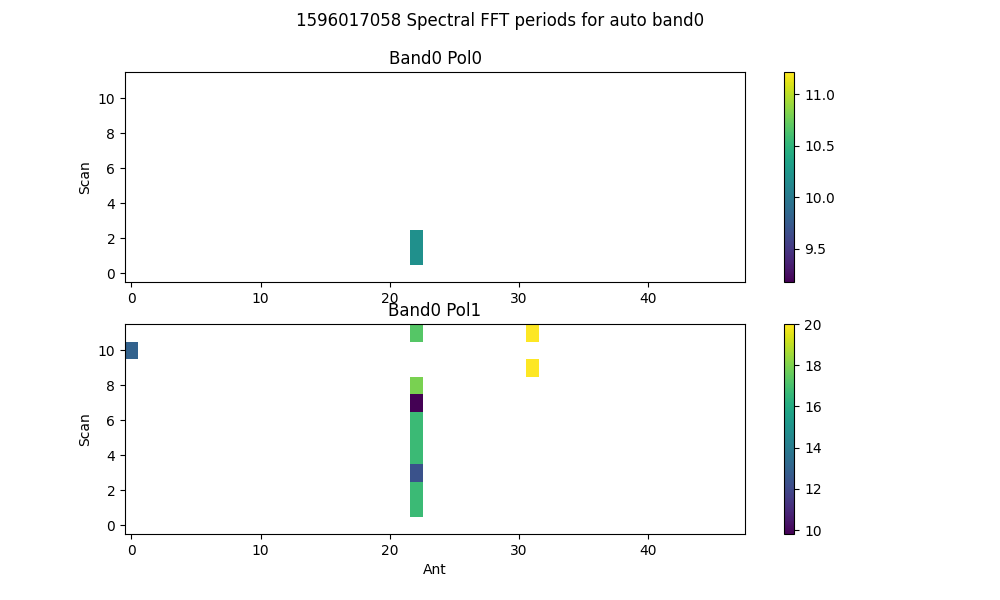 1596017058 Spectral FFT periods for auto band0
Band0 Pol0
10
8
6
4
2
0
Scan
0 10 20 30 40
11.0
10.5
10.0
9.5
Band0 Pol1
10
8
6
4
2
0
Scan
0 10 20 30 40
Ant
20
18
16
14
12
10